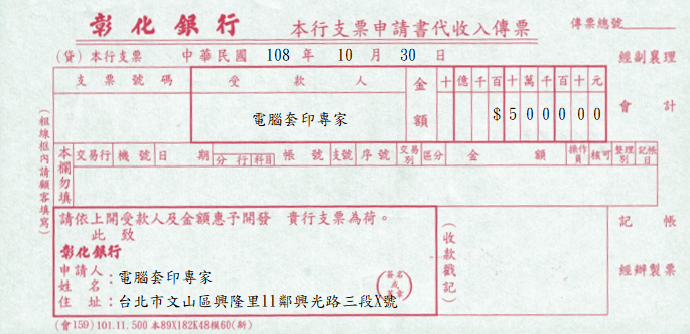 彰化銀行 本行支票申請書代收入傳票 傳票總號
(貸)本行支票 中華民國 108 年 10 月 30 日 經副襄理
支票號碼 受款人 金額 十億千百十萬千百十元
電腦套印專家 $500000 會計
(粗線框內請顧客填寫)
本欄勿填 交易行 機號 日期 分行 科目 帳號 支號 序號 交易別 區分 金額 操作員 核可 整理別 記帳日
請依上開受款人及金額惠予開發 貴行支票為荷。
此致
彰化銀行
(收款戳記)
記帳
申請人:電腦套印專家
姓名:
(簽名或蓋章)
經辦製票
住址:台北市文山區興隆里11鄰興光路三段X號
(會159)101.11.500本89X182K48模60(新)